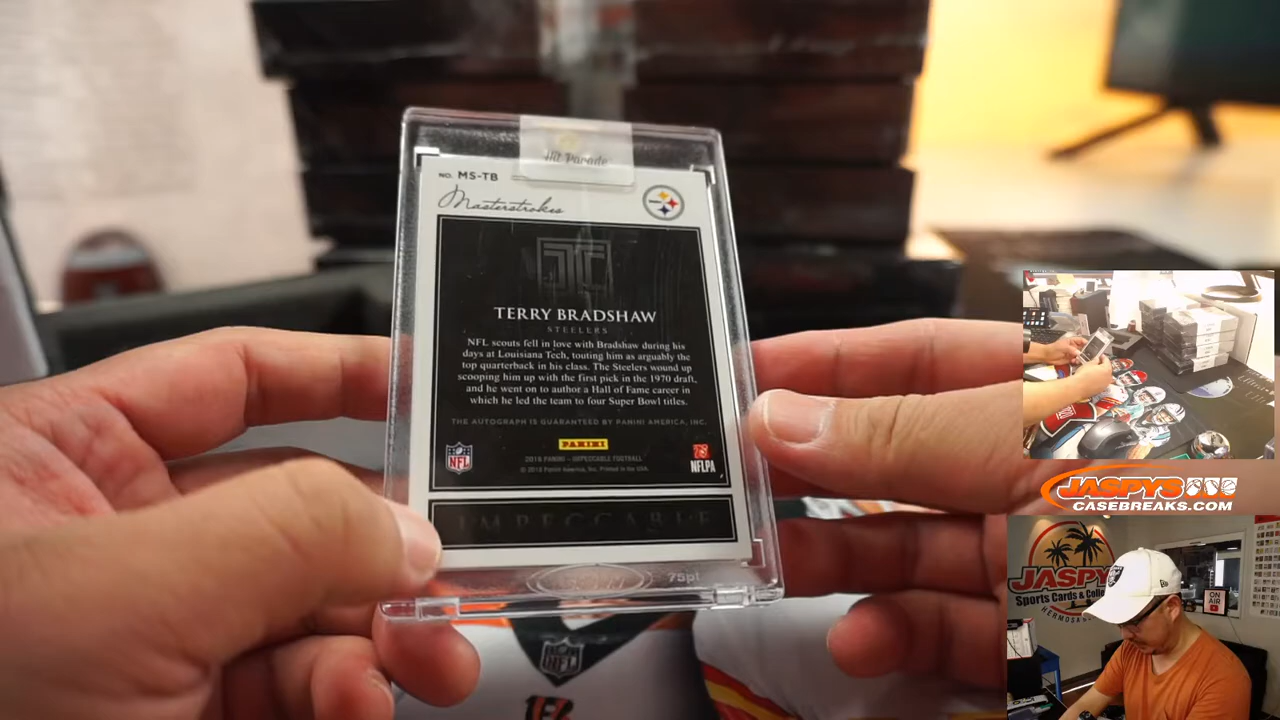 Hit Parade
NO. MS-TB
Masterstrokes
TERRY BRADSHAW
STEELERS
NFL scouts fell in love with Bradshaw during his
days at Louisiana Tech, touting him as arguably the
top quarterback in his class. The Steelers wound up
scooping him up with the first pick in the 1970 draft,
and he went on to author a Hall of Fame career in
which he led the team to four Super Bowl titles.
THE AUTOGRAPH IS GUARANTEED BY PANINI AMERICA, INC.
PANINI
NFL
NFLPA
IMPECCABLE
75pt
NFL
JASPYS
CASEBREAKS.COM
JASPY
Sports Cards & Colle
HERMOSA
ON
AIR